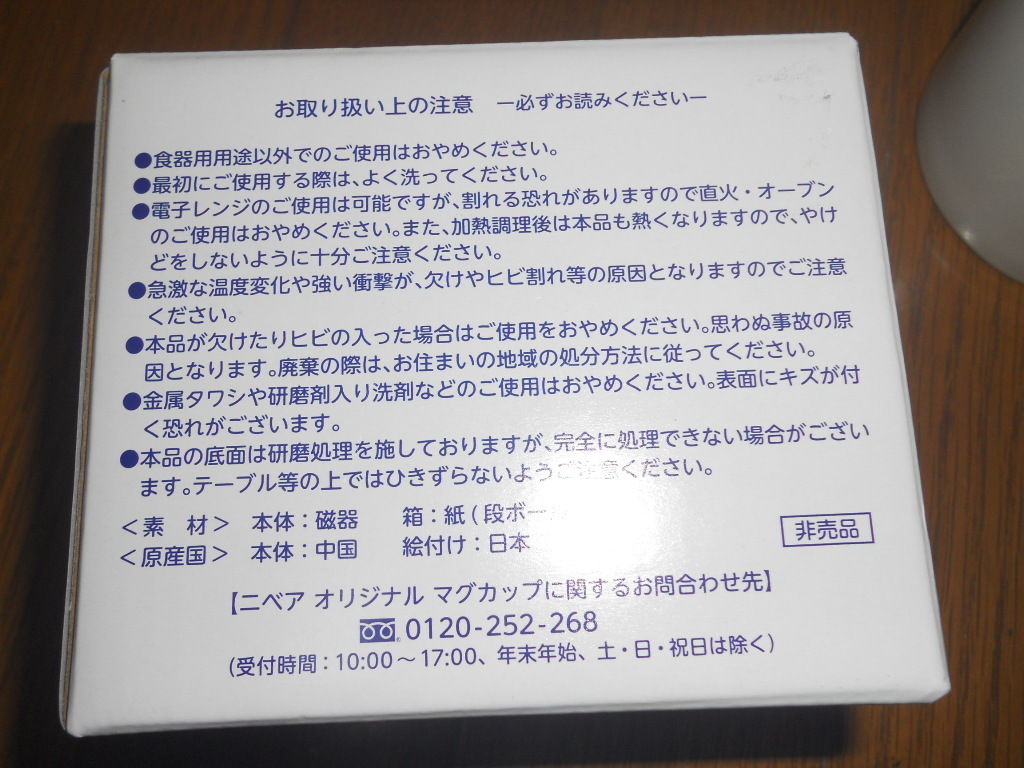 お取り扱い上の注意 ー必ずお読みくださいー
●食器用用途以外でのご使用はおやめください。
●最初にご使用する際は、よく洗ってください。
●電子レンジのご使用は可能ですが、割れる恐れがありますので直火・オーブン
のご使用はおやめください。また、加熱調理後は本品も熱くなりますので、やけ
どをしないように十分ご注意ください。
●急激な温度変化や強い衝撃が、欠けやヒビ割れ等の原因となりますのでご注意
ください。
●本品が欠けたりヒビの入った場合はご使用をおやめください。思わぬ事故の原
因となります。廃棄の際は、お住まいの地域の処分方法に従ってください。
●金属タワシや研磨剤入り洗剤などのご使用はおやめください。表面にキズが付
く恐れがございます。
●本品の底面は研磨処理を施しておりますが、完全に処理できない場合がござい
ます。テーブル等の上ではひきずらないようご注意ください。
＜素 材＞ 本体：磁器 箱：紙(段ボー
＜原産国＞ 本体：中国 絵付け：日本
非売品
【ニベア オリジナル マグカップに関するお問合わせ先】
0120-252-268
(受付時間：10:00～17:00、年末年始、土・日・祝日は除く)